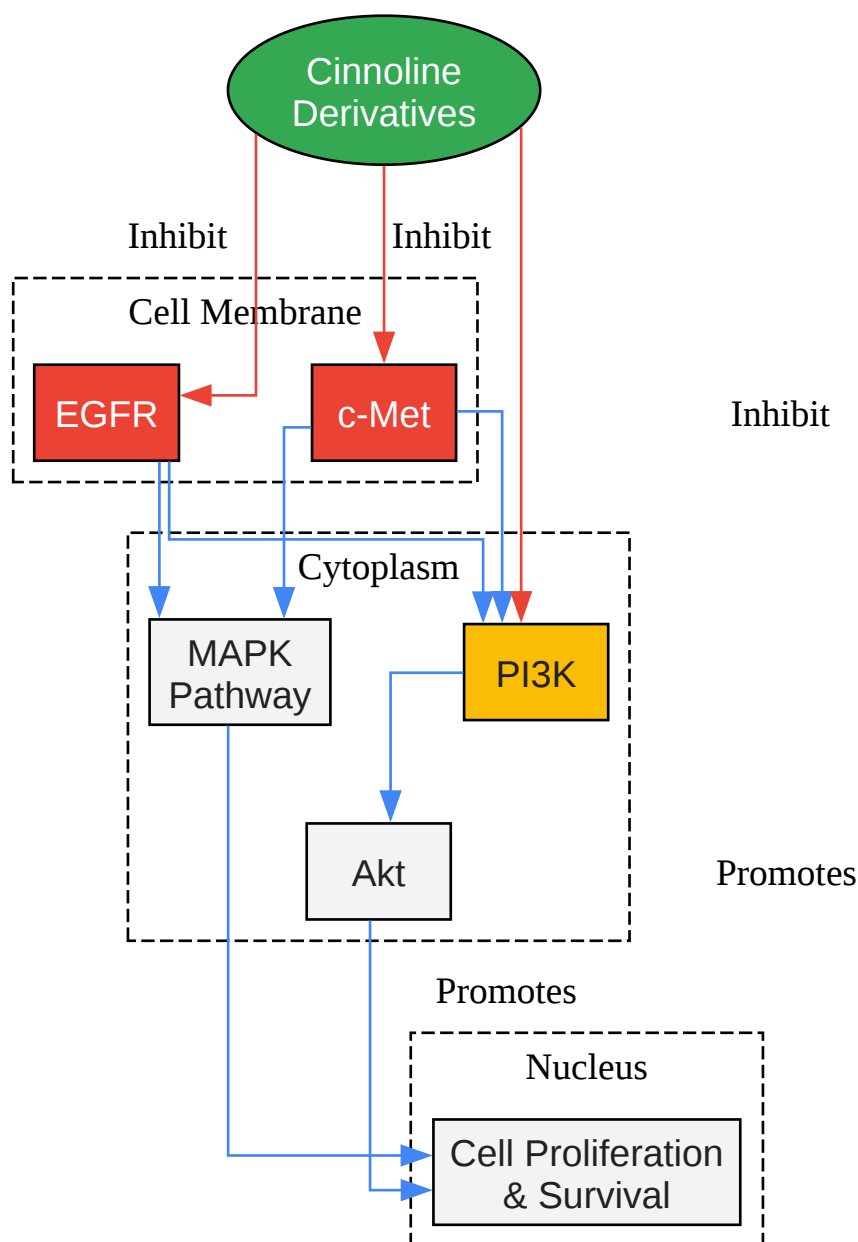 Cinnoline
Derivatives
Inhibit
Inhibit
Cell Membrane
EGFR
c-Met
Inhibit
Cytoplasm
MAPK
Pathway
PI3K
Akt
Promotes
Promotes
Nucleus
Cell Proliferation
& Survival